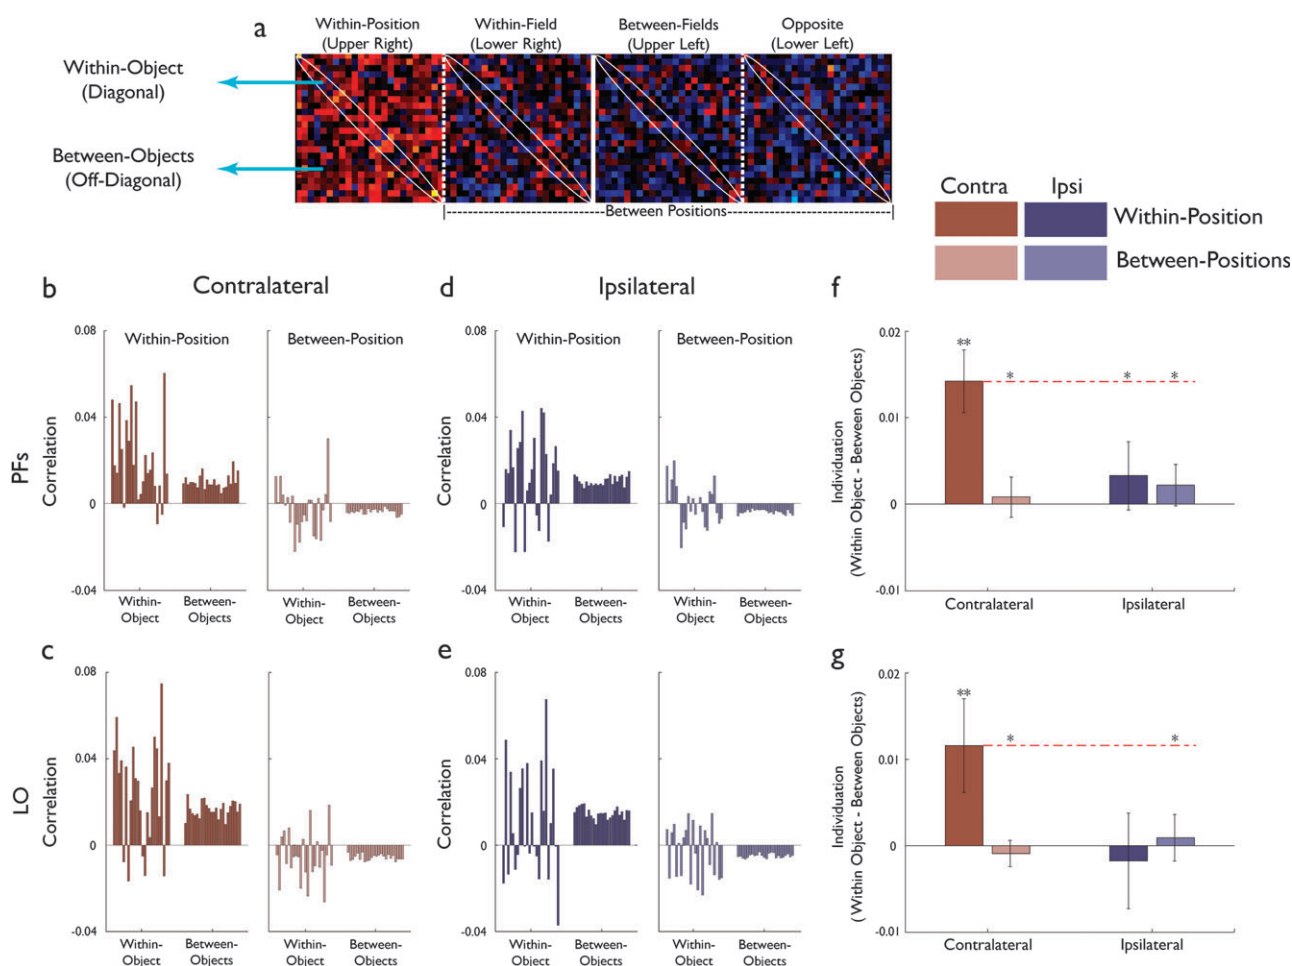 a
Within-Position
(Upper Right)
Within-Field
(Lower Right)
Between-Fields
(Upper Left)
Opposite
(Lower Left)
Within-Object
(Diagonal)
Between-Objects
(Off-Diagonal)
Between Positions
Contra Ipsi
Within-Position
Between-Positions
b Contralateral d Ipsilateral f
PFs
Correlation
0.08
0.04
0
-0.04
Within-Position
Between-Position
Within-
Object
Between-
Objects
Within-
Object
Between-
Objects
Correlation
0.08
0.04
0
-0.04
Within-Position
Between-Position
Within-
Object
Between-
Objects
Within-
Object
Between-
Objects
Individuation
(Within Object - Between Objects)
0.02
0.01
0
-0.01
** * * *
Contralateral Ipsilateral
c e g
LO
Correlation
0.08
0.04
0
-0.04
Within-
Object
Between-
Objects
Within-
Object
Between-
Objects
Correlation
0.08
0.04
0
-0.04
Within-
Object
Between-
Objects
Within-
Object
Between-
Objects
Individuation
( Within Object - Between Objects)
0.02
0.01
0
-0.01
** * *
Contralateral Ipsilateral